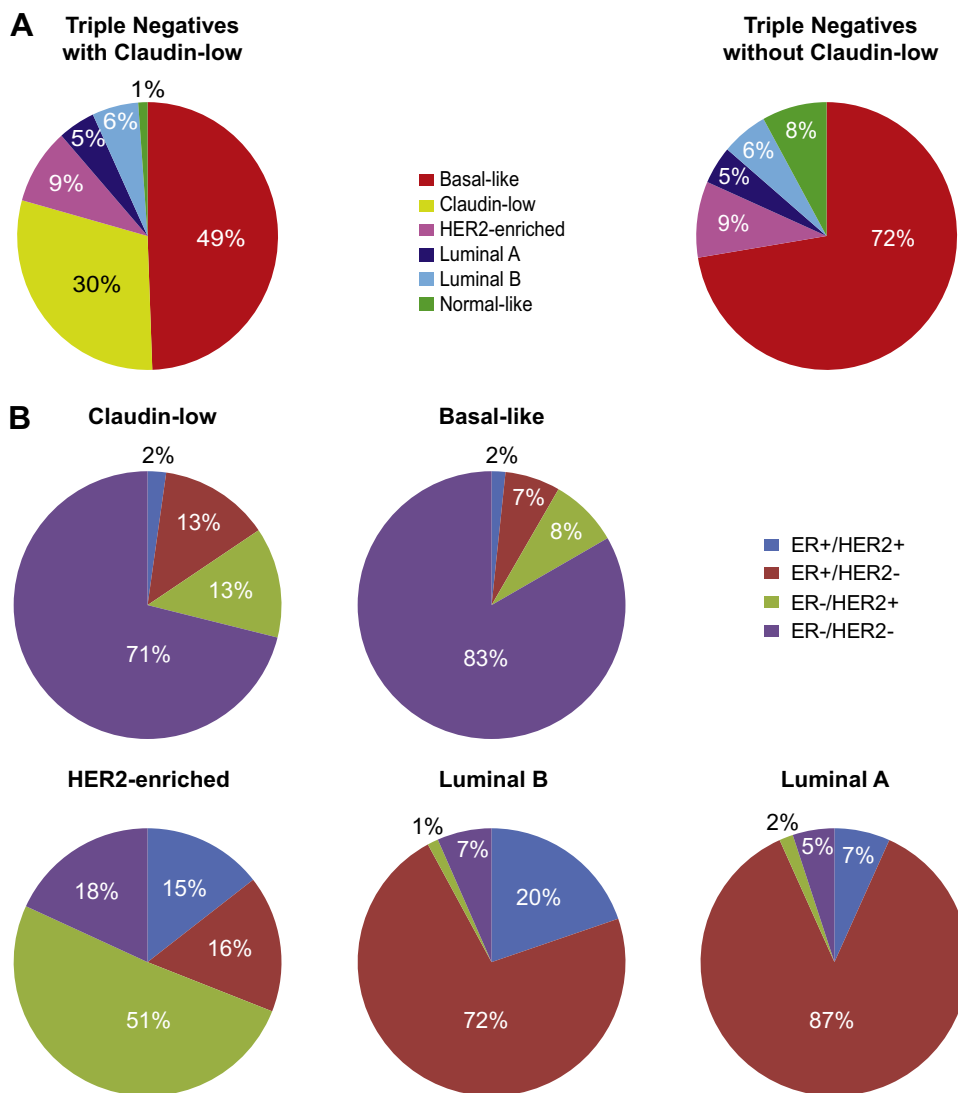 A
Triple Negatives
with Claudin-low
1%
6%
5%
9%
49%
30%
Basal-like
Claudin-low
HER2-enriched
Luminal A
Luminal B
Normal-like
Triple Negatives
without Claudin-low
8%
6%
5%
9%
72%
B
Claudin-low
2%
13%
13%
71%
Basal-like
2%
7%
8%
83%
ER+/HER2+
ER+/HER2-
ER-/HER2+
ER-/HER2-
HER2-enriched
18%
15%
16%
51%
Luminal B
1%
7%
20%
72%
Luminal A
2%
5%
7%
87%